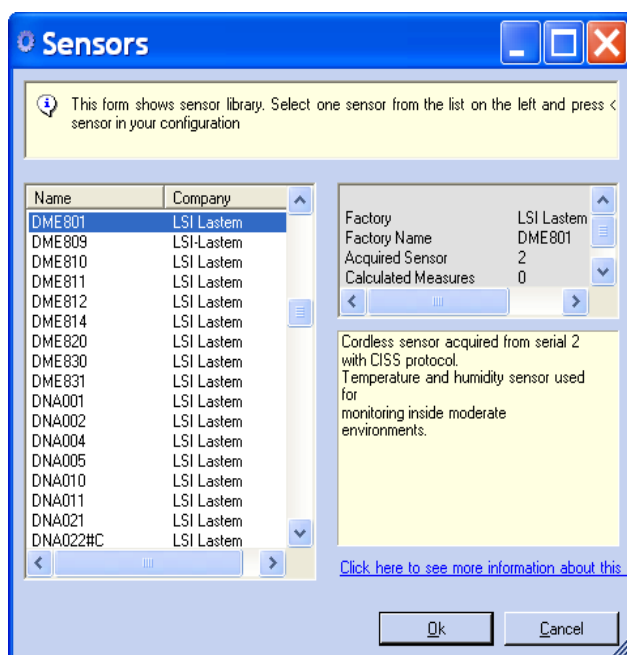 Sensors
This form shows sensor library. Select one sensor from the list on the left and press <
sensor in your configuration
Name Company
DME801 LSI Lastem
DME809 LSI-Lastem
DME810 LSI Lastem
DME811 LSI Lastem
DME812 LSI Lastem
DME814 LSI Lastem
DME820 LSI Lastem
DME830 LSI Lastem
DME831 LSI Lastem
DNA001 LSI Lastem
DNA002 LSI Lastem
DNA004 LSI Lastem
DNA005 LSI Lastem
DNA010 LSI Lastem
DNA011 LSI Lastem
DNA021 LSI Lastem
DNA022#C LSI Lastem
Factory LSI Lastem
Factory Name DME801
Acquired Sensor 2
Calculated Measures 0
Cordless sensor acquired from serial 2
with CISS protocol.
Temperature and humidity sensor used
for
monitoring inside moderate
environments.
Click here to see more information about this
Ok Cancel